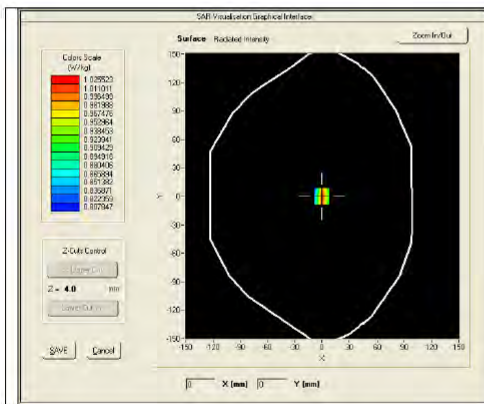 SAR Visualisation Graphical Interface
Surface Radiated Intensity
Zoom In/Out
Colors Scale
(W/kg)
1.025523
1.011011
0.996499
0.981988
0.967476
0.952964
0.938453
0.923941
0.909429
0.894918
0.880406
0.865894
0.851382
0.836871
0.822359
0.807847
Z-Cuts Control
Z = 4.0 mm
SAVE
Cancel
150
120
90
60
30
0
-30
-60
-90
-120
-150
Y
-150 -120 -90 -60 -30 0 30 60 90 120 150
X
0 X (mm) 0 Y (mm)